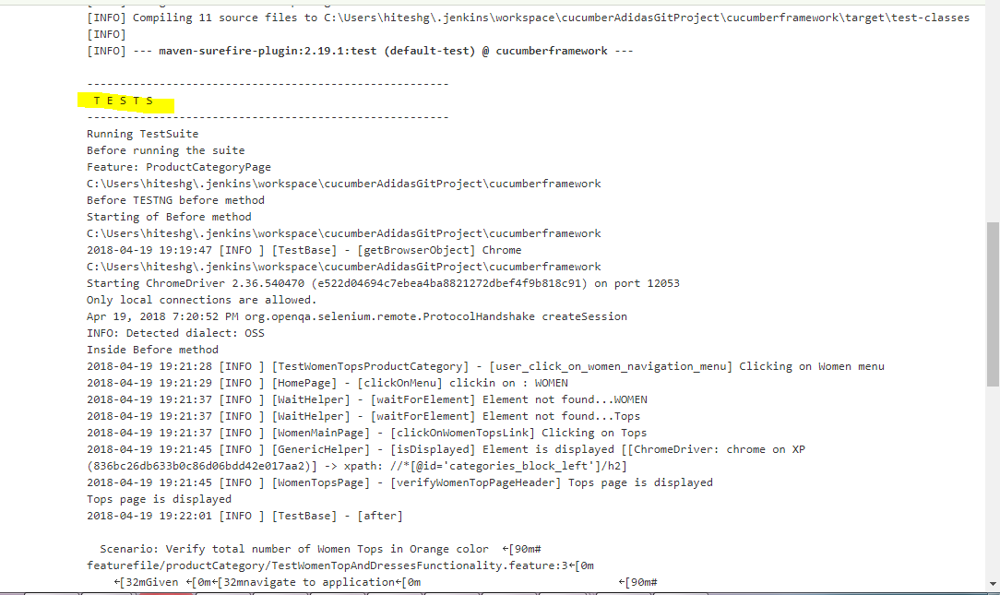 [INFO] Compiling 11 source files to C:\Users\hiteshg\.jenkins\workspace\cucumberAdidasGitProject\cucumberframework\target\test-classes
[INFO]
[INFO] --- maven-surefire-plugin:2.19.1:test (default-test) @ cucumberframework ---
-------------------------------------------------------
T E S T S
-------------------------------------------------------
Running TestSuite
Before running the suite
Feature: ProductCategoryPage
C:\Users\hiteshg\.jenkins\workspace\cucumberAdidasGitProject\cucumberframework
Before TESTNG before method
Starting of Before method
C:\Users\hiteshg\.jenkins\workspace\cucumberAdidasGitProject\cucumberframework
2018-04-19 19:19:47 [INFO ] [TestBase] - [getBrowserObject] Chrome
C:\Users\hiteshg\.jenkins\workspace\cucumberAdidasGitProject\cucumberframework
Starting ChromeDriver 2.36.540470 (e522d04694c7ebea4ba8821272dbef4f9b818c91) on port 12053
Only local connections are allowed.
Apr 19, 2018 7:20:52 PM org.openqa.selenium.remote.ProtocolHandshake createSession
INFO: Detected dialect: OSS
Inside Before method
2018-04-19 19:21:28 [INFO ] [TestWomenTopsProductCategory] - [user_click_on_women_navigation_menu] Clicking on Women menu
2018-04-19 19:21:29 [INFO ] [HomePage] - [clickOnMenu] clickin on : WOMEN
2018-04-19 19:21:37 [INFO ] [WaitHelper] - [waitForElement] Element not found...WOMEN
2018-04-19 19:21:37 [INFO ] [WaitHelper] - [waitForElement] Element not found...Tops
2018-04-19 19:21:37 [INFO ] [WomenMainPage] - [clickOnWomenTopsLink] Clicking on Tops
2018-04-19 19:21:45 [INFO ] [GenericHelper] - [isDisplayed] Element is displayed [[ChromeDriver: chrome on XP
(836bc26db633b0c86d06bdd42e017aa2)] -> xpath: //*[@id='categories_block_left']/h2]
2018-04-19 19:21:45 [INFO ] [WomenTopsPage] - [verifyWomenTopPageHeader] Tops page is displayed
Tops page is displayed
2018-04-19 19:22:01 [INFO ] [TestBase] - [after]
Scenario: Verify total number of Women Tops in Orange color  ←[90m#
featurefile/productCategory/TestWomenTopAndDressesFunctionality.feature:3←[0m
←[32mGiven ←[0m←[32mnavigate to application←[0m ←[90m#